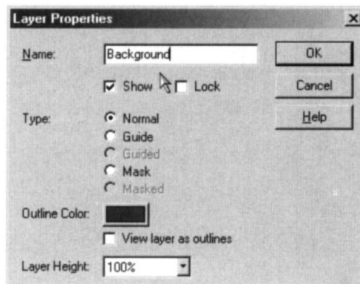 Layer Properties
Name: Background OK
Show Lock Cancel
Type: Normal Help
Guide
Guided
Mask
Masked
Outline Color:
View layer as outlines
Layer Height: 100%